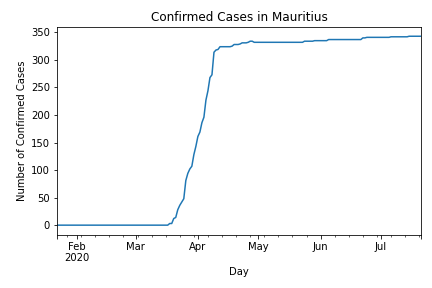 Confirmed Cases in Mauritius
350
300
250
200
150
100
50
0
Number of Confirmed Cases
Feb Mar Apr May Jun Jul
2020
Day